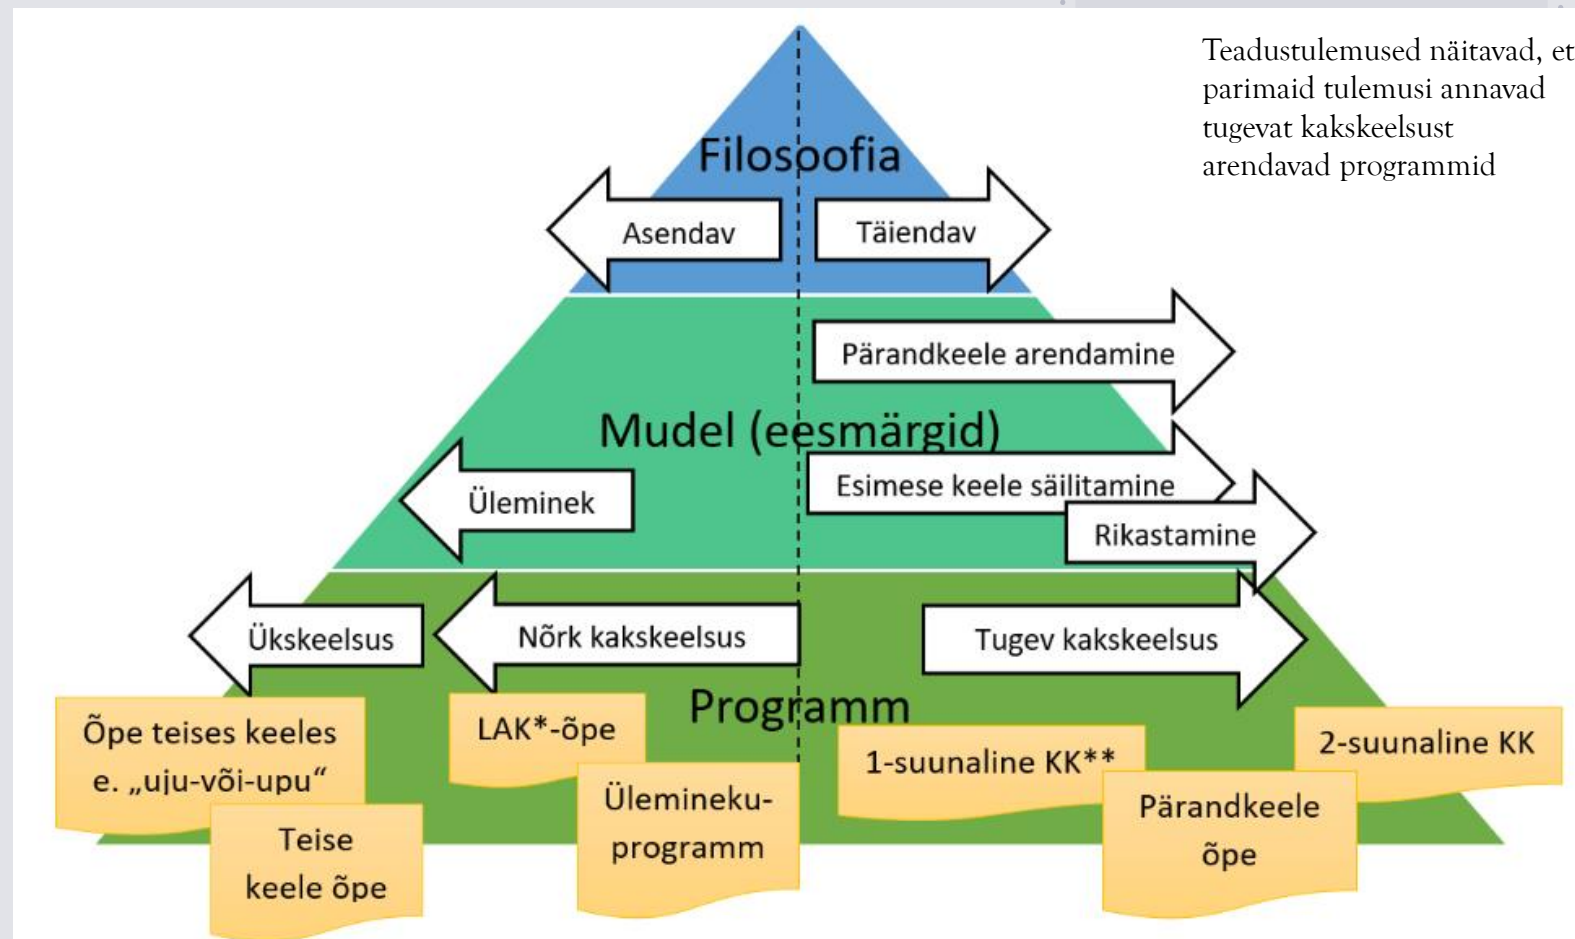 Teadustulemused näitavad, et
parimaid tulemusi annavad
tugevat kakskeelsust
arendavad programmid
Filosoofia
Asendav
Täiendav
Pärandkeele arendamine
Mudel (eesmärgid)
Esimese keele säilitamine
Üleminek
Rikastamine
Ükskeelsus
Nõrk kakskeelsus
Tugev kakskeelsus
Programm
Õpe teises keeles
e. „uju-või-upu“
LAK*-õpe
1-suunaline KK**
2-suunaline KK
Teise
keele õpe
Ülemineku-
programm
Pärandkeele
õpe